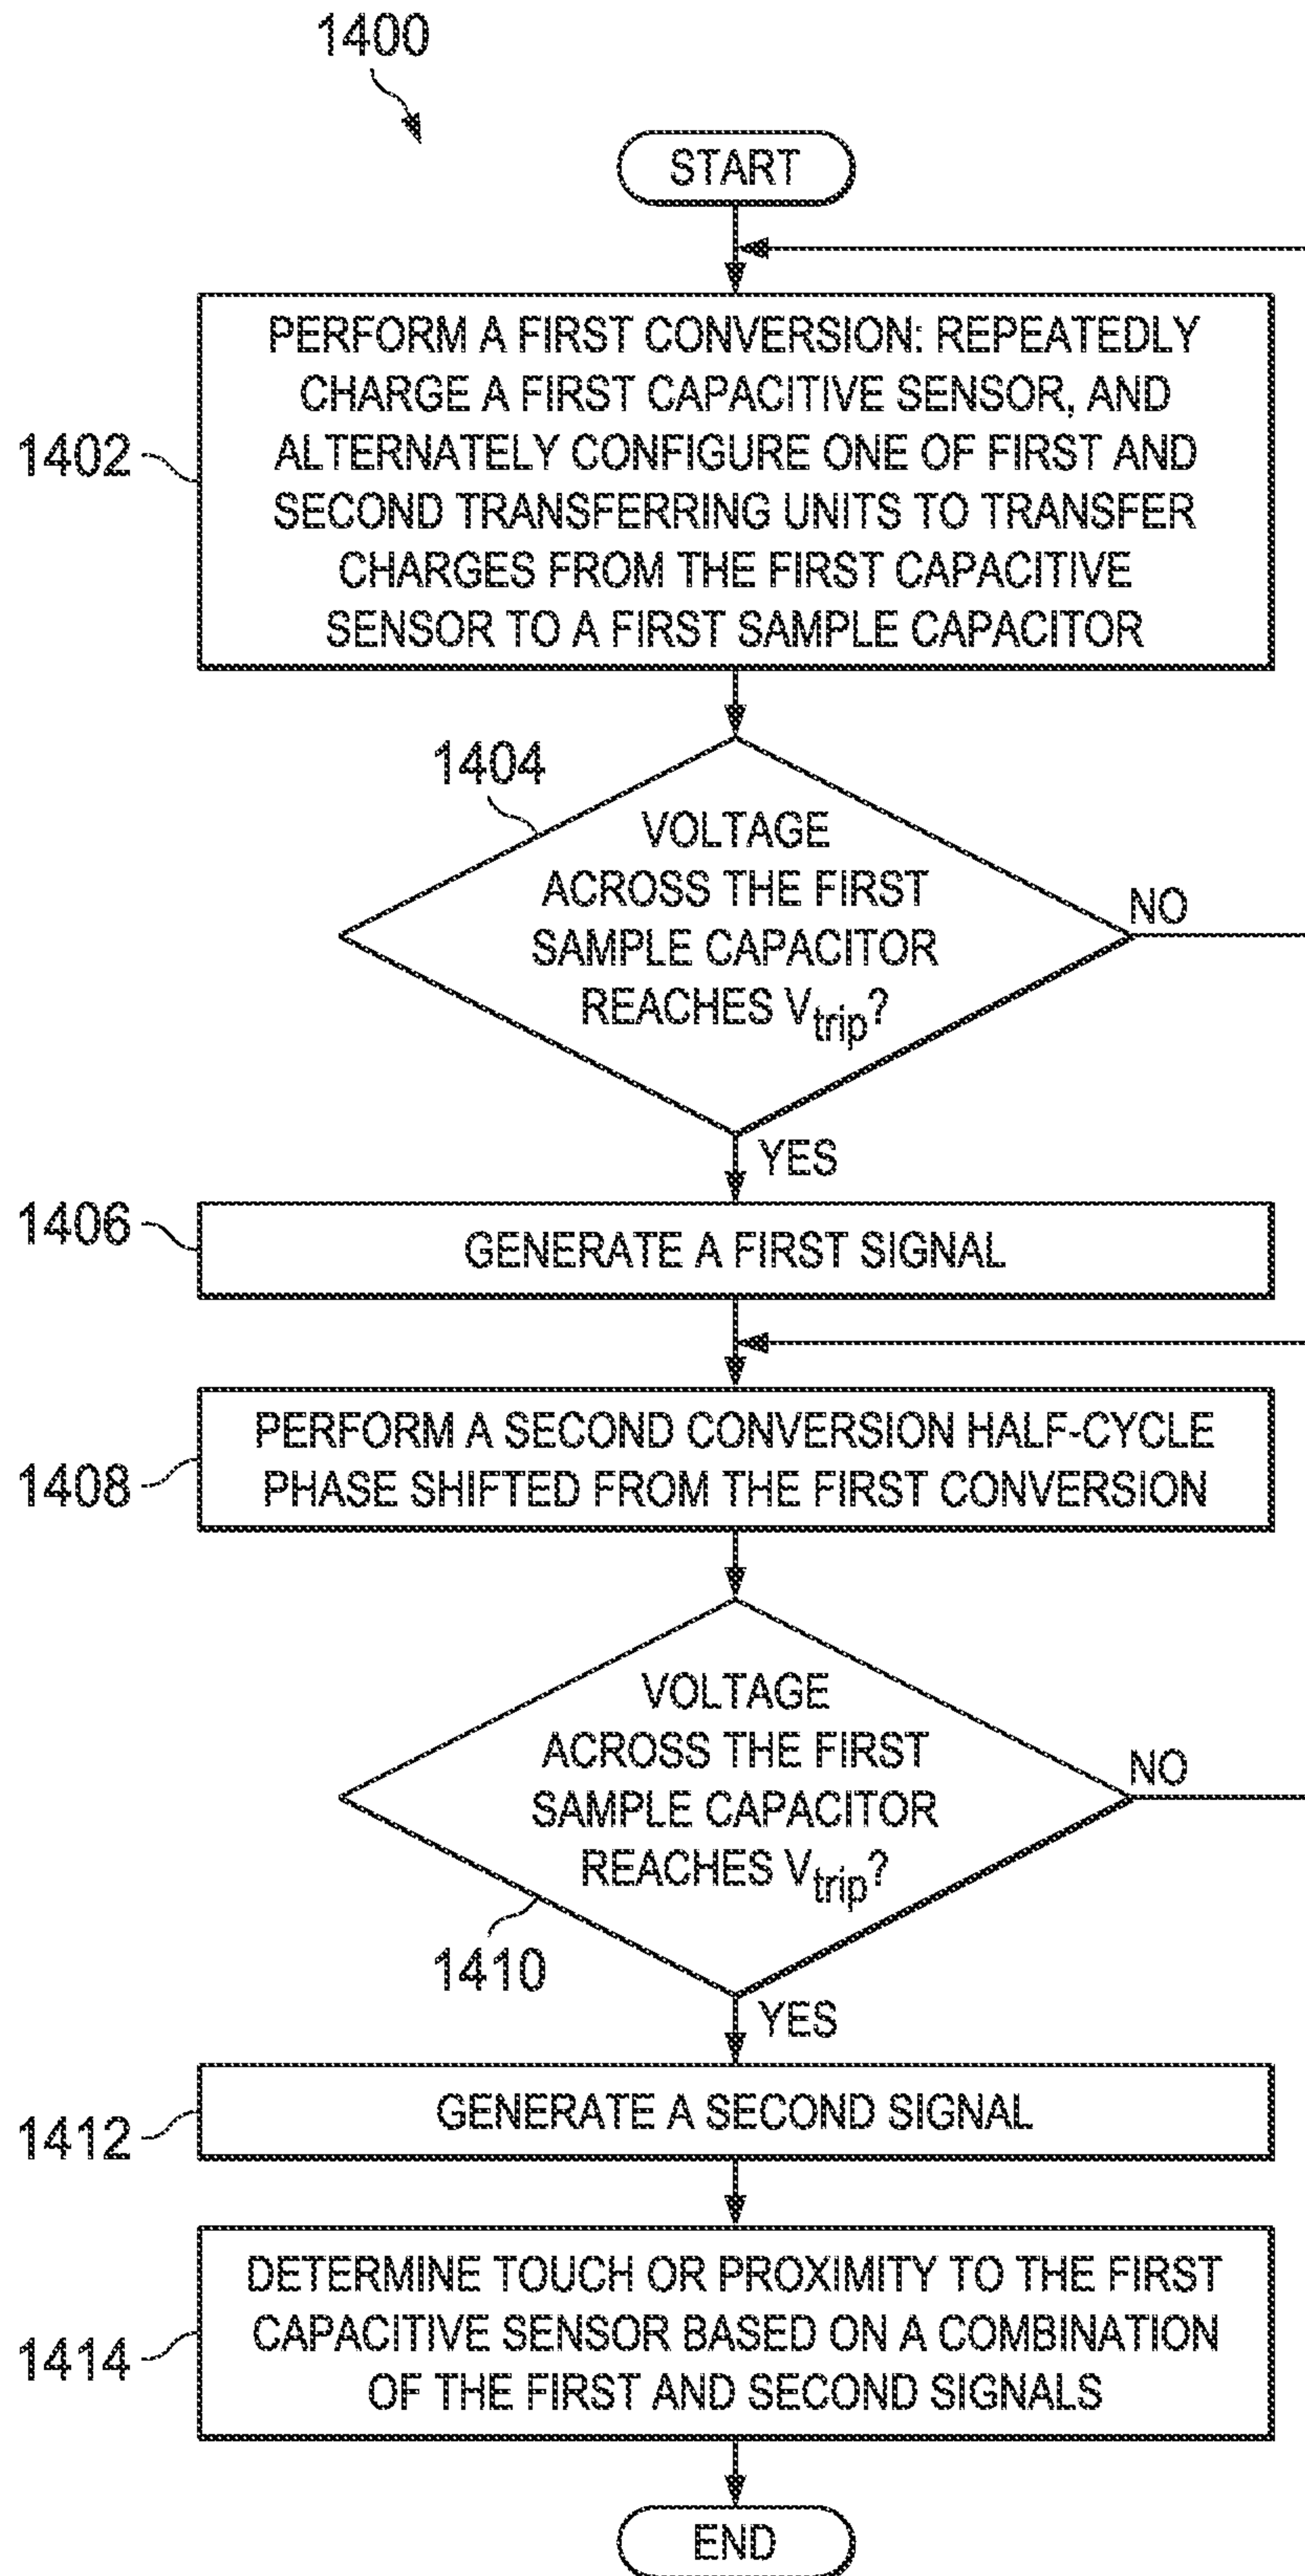 1400
START
1402
PERFORM A FIRST CONVERSION: REPEATEDLY
CHARGE A FIRST CAPACITIVE SENSOR, AND
ALTERNATELY CONFIGURE ONE OF FIRST AND
SECOND TRANSFERRING UNITS TO TRANSFER
CHARGES FROM THE FIRST CAPACITIVE
SENSOR TO A FIRST SAMPLE CAPACITOR
1404
VOLTAGE
ACROSS THE FIRST
SAMPLE CAPACITOR
REACHES Vtrip?
NO
YES
1406
GENERATE A FIRST SIGNAL
1408
PERFORM A SECOND CONVERSION HALF-CYCLE
PHASE SHIFTED FROM THE FIRST CONVERSION
VOLTAGE
ACROSS THE FIRST
SAMPLE CAPACITOR
REACHES Vtrip?
NO
1410
YES
1412
GENERATE A SECOND SIGNAL
1414
DETERMINE TOUCH OR PROXIMITY TO THE FIRST
CAPACITIVE SENSOR BASED ON A COMBINATION
OF THE FIRST AND SECOND SIGNALS
END